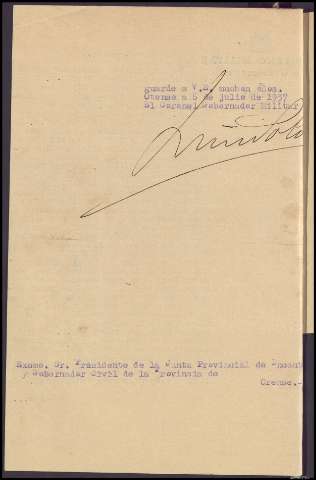 guarde a V.E. muchos años.
Orense a 5 de julio de 1937
El Coronel Gobernador Militar
Exsmo. Sr. Presidente de la Junta Provincial de
y Gobernador Civil de la Provincia de
Orense.-